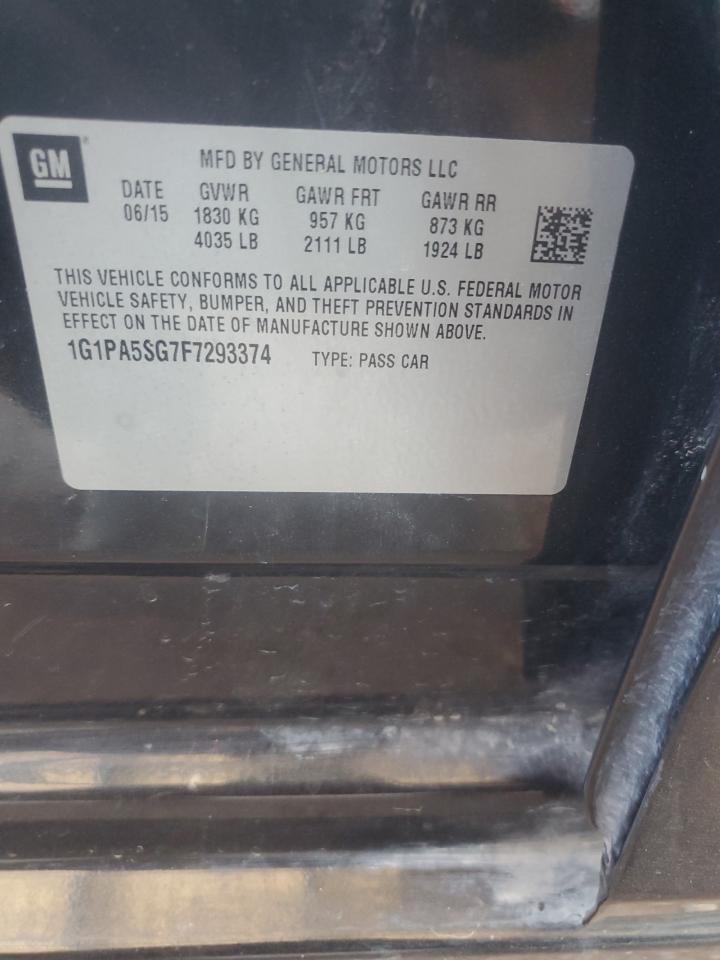 GM
MFD BY GENERAL MOTORS LLC
DATE GVWR GAWR FRT GAWR RR
06/15 1830 KG 957 KG 873 KG
4035 LB 2111 LB 1924 LB
THIS VEHICLE CONFORMS TO ALL APPLICABLE U.S. FEDERAL MOTOR
VEHICLE SAFETY, BUMPER, AND THEFT PREVENTION STANDARDS IN
EFFECT ON THE DATE OF MANUFACTURE SHOWN ABOVE.
1G1PA5SG7F7293374 TYPE: PASS CAR